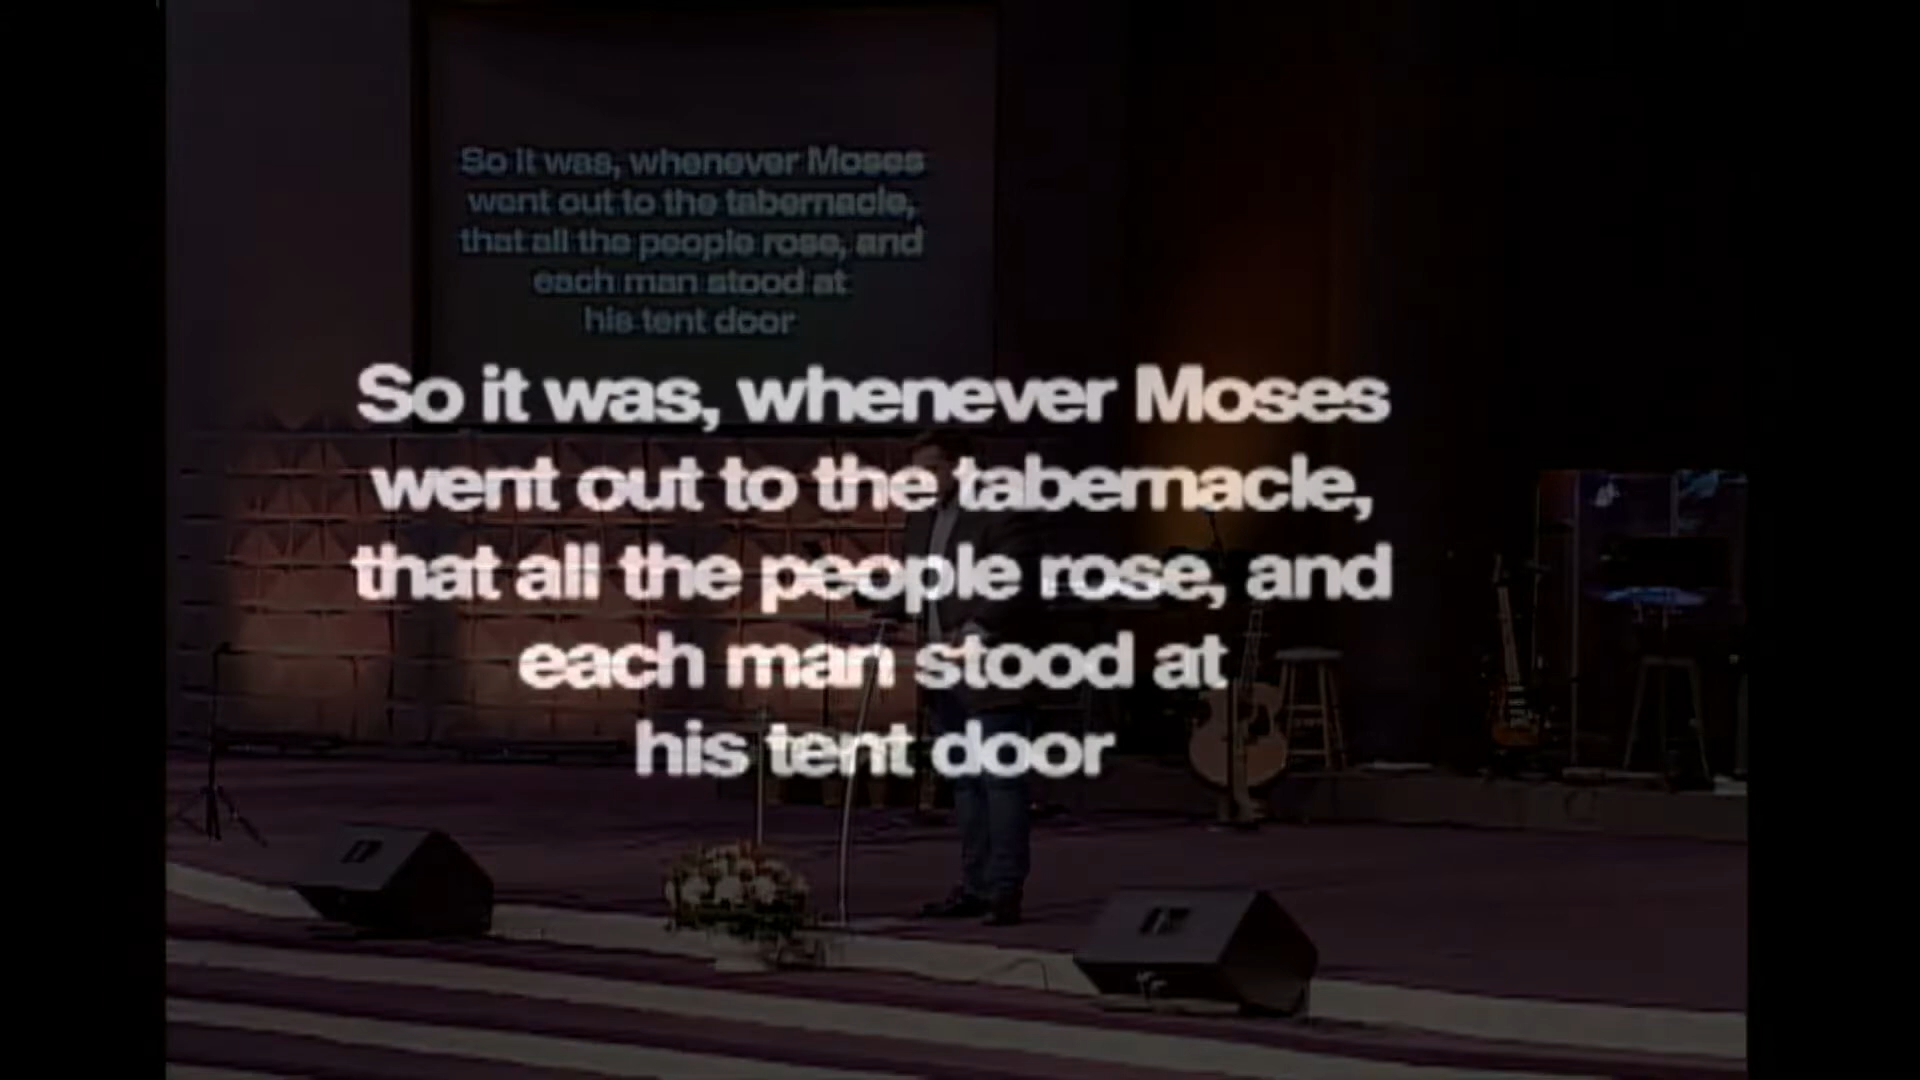 So it was, whenever Moses
went out to the tabernacle,
that all the people rose, and
each man stood at
his tent door
So it was, whenever Moses
went out to the tabernacle,
that all the people rose, and
each man stood at
his tent door